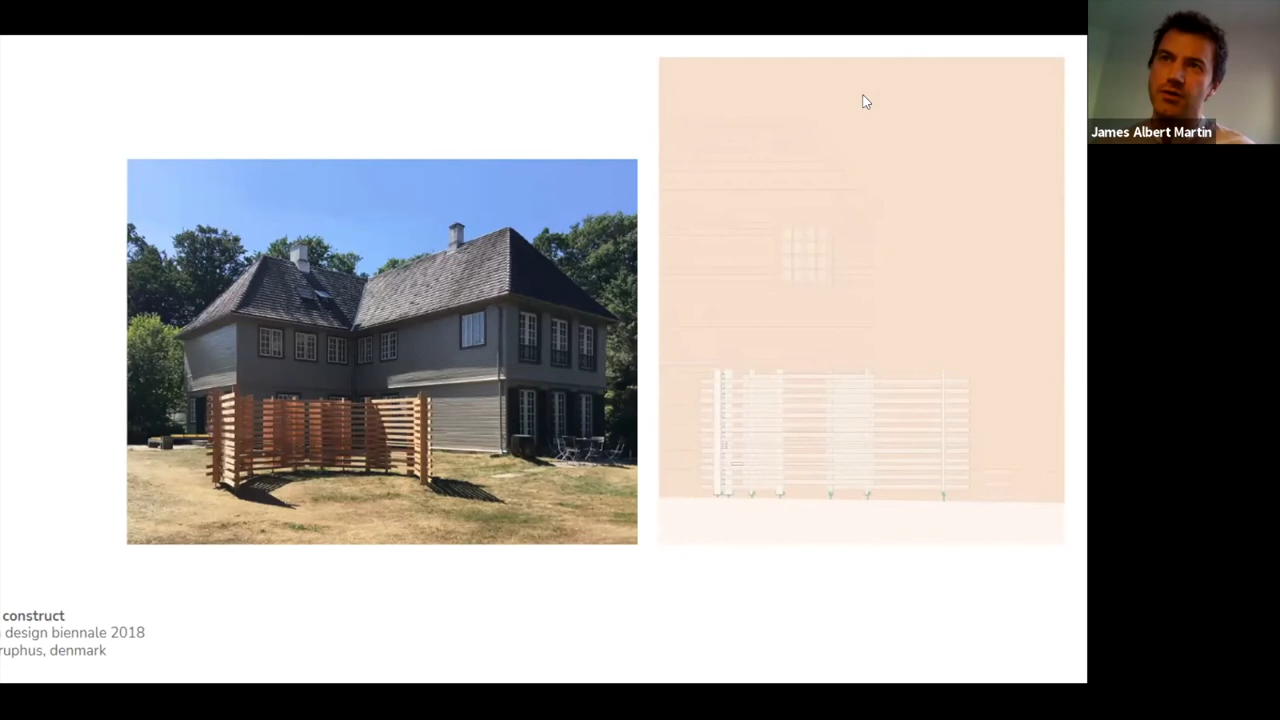 James Albert Martin
construct
design biennale 2018
ruphus, denmark